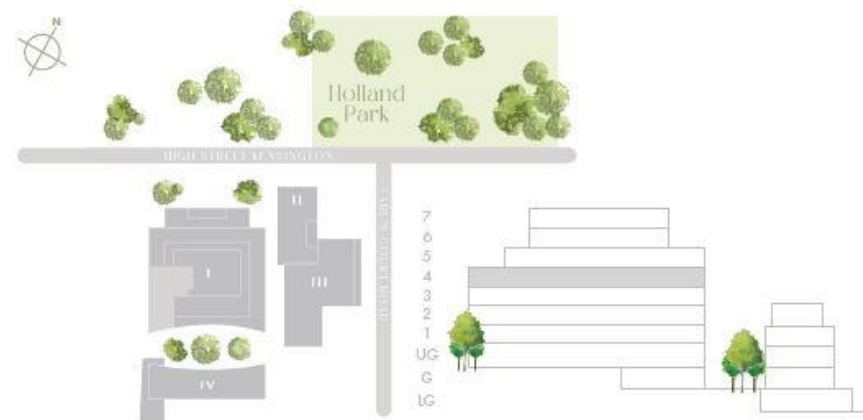 N
Holland
Park
HIGH STREET KENSINGTON
EARL'S COURT ROAD
I
II
III
IV
7
6
5
4
3
2
1
UG
G
LG